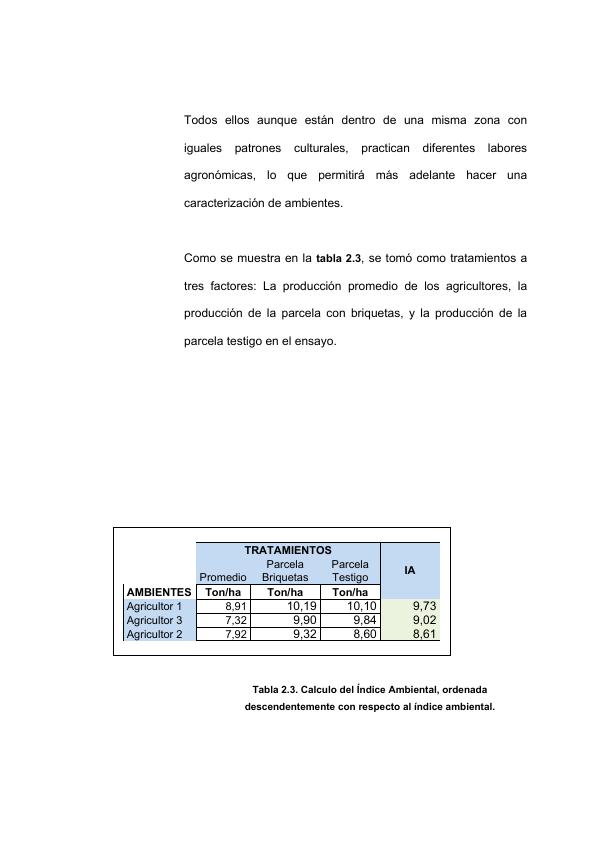 Todos ellos aunque están dentro de una misma zona con
iguales patrones culturales, practican diferentes labores
agronómicas, lo que permitirá más adelante hacer una
caracterización de ambientes.
Como se muestra en la tabla 2.3, se tomó como tratamientos a
tres factores: La producción promedio de los agricultores, la
producción de la parcela con briquetas, y la producción de la
parcela testigo en el ensayo.
TRATAMIENTOS IA
Promedio Parcela Briquetas Parcela Testigo
AMBIENTES Ton/ha Ton/ha Ton/ha
Agricultor 1 8,91 10,19 10,10 9,73
Agricultor 3 7,32 9,90 9,84 9,02
Agricultor 2 7,92 9,32 8,60 8,61
Tabla 2.3. Calculo del Índice Ambiental, ordenada
descendentemente con respecto al índice ambiental.